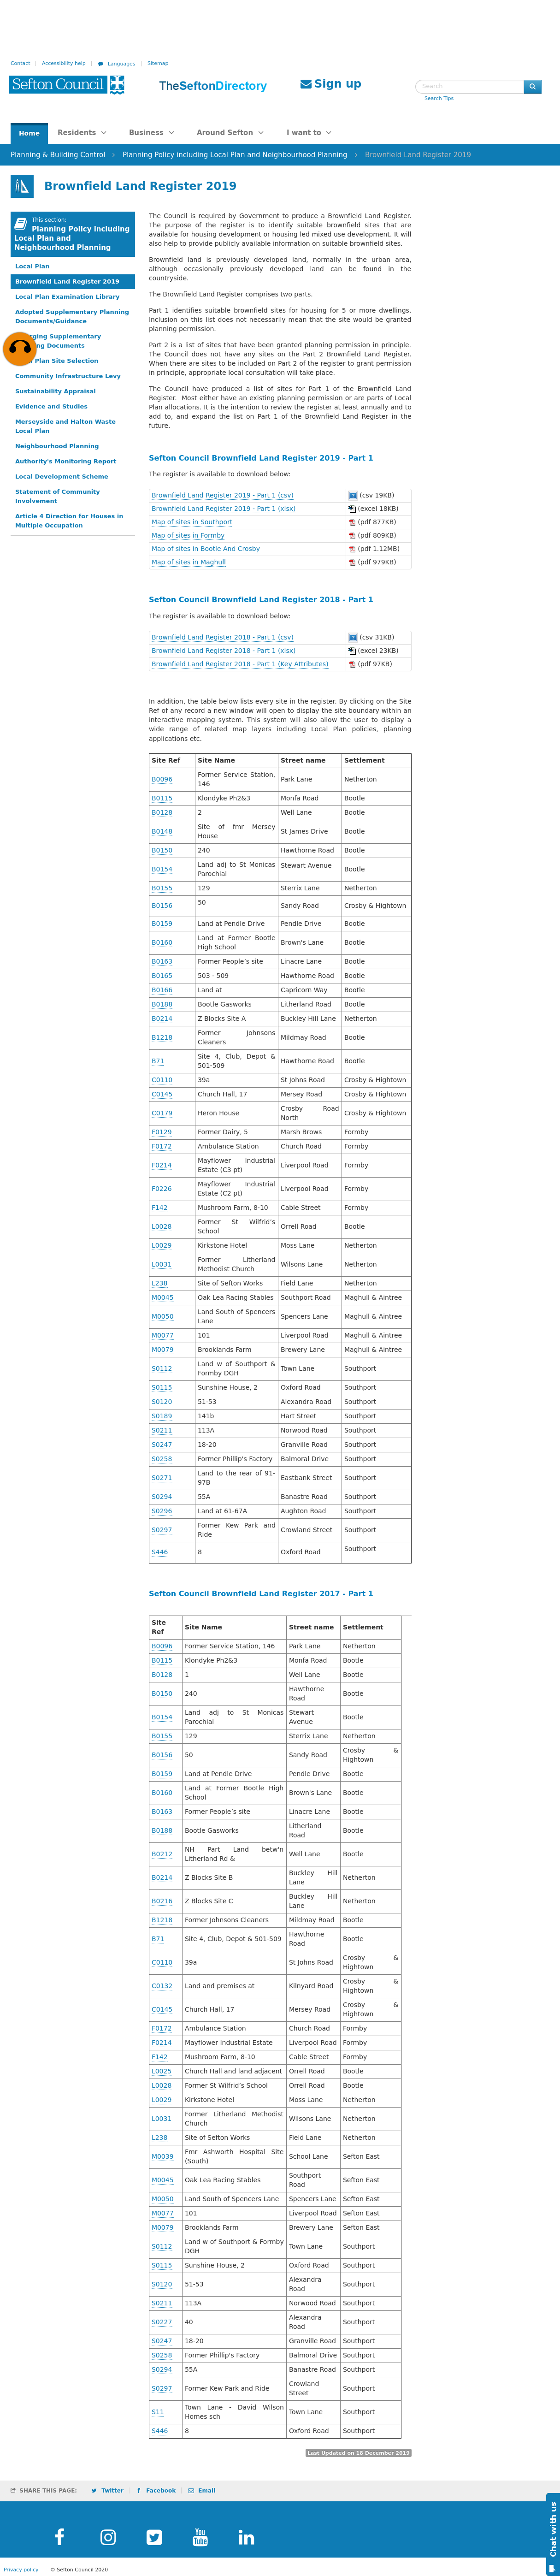 Contact
Accessibility help
Languages
Sitemap
Sefton Council
TheSeftonDirectory
Sign up
Search
Search Tips
Home
Residents
Business
Around Sefton
I want to
Planning & Building Control > Planning Policy including Local Plan and Neighbourhood Planning > Brownfield Land Register 2019
Brownfield Land Register 2019
This section:
Planning Policy including
Local Plan and
Neighbourhood Planning
Local Plan
Brownfield Land Register 2019
Local Plan Examination Library
Adopted Supplementary Planning
Documents/Guidance
Supplementary
Documents
Plan Site Selection
Community Infrastructure Levy
Sustainability Appraisal
Evidence and Studies
Merseyside and Halton Waste
Local Plan
Neighbourhood Planning
Authority's Monitoring Report
Local Development Scheme
Statement of Community
Involvement
Article 4 Direction for Houses in
Multiple Occupation
The Council is required by Government to produce a Brownfield Land Register.
The purpose of the register is to identify suitable brownfield sites that are
available for housing development or housing led mixed use development. It will
also help to provide publicly available information on suitable brownfield sites.
Brownfield land is previously developed land, normally in the urban area,
although occasionally previously developed land can be found in the
countryside.
The Brownfield Land Register comprises two parts.
Part 1 identifies suitable brownfield sites for housing for 5 or more dwellings.
Inclusion on this list does not necessarily mean that the site would be granted
planning permission.
Part 2 is a list of sites that have been granted planning permission in principle.
The Council does not have any sites on the Part 2 Brownfield Land Register.
When there are sites to be included on Part 2 of the register to grant permission
in principle, appropriate local consultation will take place.
The Council have produced a list of sites for Part 1 of the Brownfield Land
Register. Most either have an existing planning permission or are parts of Local
Plan allocations. It is the intention to review the register at least annually and to
add to, and expand the list on Part 1 of the Brownfield Land Register in the
future.
Sefton Council Brownfield Land Register 2019 - Part 1
The register is available to download below:
Brownfield Land Register 2019 - Part 1 (csv) (csv 19KB)
Brownfield Land Register 2019 - Part 1 (xlsx) (excel 18KB)
Map of sites in Southport (pdf 877KB)
Map of sites in Formby (pdf 809KB)
Map of sites in Bootle And Crosby (pdf 1.12MB)
Map of sites in Maghull (pdf 979KB)
Sefton Council Brownfield Land Register 2018 - Part 1
The register is available to download below:
Brownfield Land Register 2018 - Part 1 (csv) (csv 31KB)
Brownfield Land Register 2018 - Part 1 (xlsx) (excel 23KB)
Brownfield Land Register 2018 - Part 1 (Key Attributes) (pdf 97KB)
In addition, the table below lists every site in the register. By clicking on the Site
Ref of any record a new window will open to display the site boundary within an
interactive mapping system. This system will also allow the user to display a
wide range of related map layers including Local Plan policies, planning
applications etc.
Site Ref Site Name Street name Settlement
B0096 Former Service Station, 146 Park Lane Netherton
B0115 Klondyke Ph2&3 Monfa Road Bootle
B0128 2 Well Lane Bootle
B0148 Site of fmr Mersey House St James Drive Bootle
B0150 240 Hawthorne Road Bootle
B0154 Land adj to St Monicas Parochial Stewart Avenue Bootle
B0155 129 Sterrix Lane Netherton
B0156 50 Sandy Road Crosby & Hightown
B0159 Land at Pendle Drive Pendle Drive Bootle
B0160 Land at Former Bootle High School Brown's Lane Bootle
B0163 Former People's site Linacre Lane Bootle
B0165 503 - 509 Hawthorne Road Bootle
B0166 Land at Capricorn Way Bootle
B0188 Bootle Gasworks Litherland Road Bootle
B0214 Z Blocks Site A Buckley Hill Lane Netherton
B1218 Former Johnsons Cleaners Mildmay Road Bootle
B71 Site 4, Club, Depot & 501-509 Hawthorne Road Bootle
C0110 39a St Johns Road Crosby & Hightown
C0145 Church Hall, 17 Mersey Road Crosby & Hightown
C0179 Heron House Crosby Road North Crosby & Hightown
F0129 Former Dairy, 5 Marsh Brows Formby
F0172 Ambulance Station Church Road Formby
F0214 Mayflower Industrial Estate (C3 pt) Liverpool Road Formby
F0226 Mayflower Industrial Estate (C2 pt) Liverpool Road Formby
F142 Mushroom Farm, 8-10 Cable Street Formby
L0028 Former St Wilfrid's School Orrell Road Bootle
L0029 Kirkstone Hotel Moss Lane Netherton
L0031 Former Litherland Methodist Church Wilsons Lane Netherton
L238 Site of Sefton Works Field Lane Netherton
M0045 Oak Lea Racing Stables Southport Road Maghull & Aintree
M0050 Land South of Spencers Lane Spencers Lane Maghull & Aintree
M0077 101 Liverpool Road Maghull & Aintree
M0079 Brooklands Farm Brewery Lane Maghull & Aintree
S0112 Land w of Southport & Formby DGH Town Lane Southport
S0115 Sunshine House, 2 Oxford Road Southport
S0120 51-53 Alexandra Road Southport
S0189 141b Hart Street Southport
S0211 113A Norwood Road Southport
S0247 18-20 Granville Road Southport
S0258 Former Phillip's Factory Balmoral Drive Southport
S0271 Land to the rear of 91-97B Eastbank Street Southport
S0294 55A Banastre Road Southport
S0296 Land at 61-67A Aughton Road Southport
S0297 Former Kew Park and Ride Crowland Street Southport
S446 8 Oxford Road Southport
Sefton Council Brownfield Land Register 2017 - Part 1
Site Ref Site Name Street name Settlement
B0096 Former Service Station, 146 Park Lane Netherton
B0115 Klondyke Ph2&3 Monfa Road Bootle
B0128 1 Well Lane Bootle
B0150 240 Hawthorne Road Bootle
B0154 Land adj to St Monicas Parochial Stewart Avenue Bootle
B0155 129 Sterrix Lane Netherton
B0156 50 Sandy Road Crosby & Hightown
B0159 Land at Pendle Drive Pendle Drive Bootle
B0160 Land at Former Bootle High School Brown's Lane Bootle
B0163 Former People's site Linacre Lane Bootle
B0188 Bootle Gasworks Litherland Road Bootle
B0212 NH Part Land betw'n Litherland Rd & Well Lane Bootle
B0214 Z Blocks Site B Buckley Hill Lane Netherton
B0216 Z Blocks Site C Buckley Hill Lane Netherton
B1218 Former Johnsons Cleaners Mildmay Road Bootle
B71 Site 4, Club, Depot & 501-509 Hawthorne Road Bootle
C0110 39a St Johns Road Crosby & Hightown
C0132 Land and premises at Kilnyard Road Crosby & Hightown
C0145 Church Hall, 17 Mersey Road Crosby & Hightown
F0172 Ambulance Station Church Road Formby
F0214 Mayflower Industrial Estate Liverpool Road Formby
F142 Mushroom Farm, 8-10 Cable Street Formby
L0025 Church Hall and land adjacent Orrell Road Bootle
L0028 Former St Wilfrid's School Orrell Road Bootle
L0029 Kirkstone Hotel Moss Lane Netherton
L0031 Former Litherland Methodist Church Wilsons Lane Netherton
L238 Site of Sefton Works Field Lane Netherton
M0039 Fmr Ashworth Hospital Site (South) School Lane Sefton East
M0045 Oak Lea Racing Stables Southport Road Sefton East
M0050 Land South of Spencers Lane Spencers Lane Sefton East
M0077 101 Liverpool Road Sefton East
M0079 Brooklands Farm Brewery Lane Sefton East
S0112 Land w of Southport & Formby DGH Town Lane Southport
S0115 Sunshine House, 2 Oxford Road Southport
S0120 51-53 Alexandra Road Southport
S0211 113A Norwood Road Southport
S0227 40 Alexandra Road Southport
S0247 18-20 Granville Road Southport
S0258 Former Phillip's Factory Balmoral Drive Southport
S0294 55A Banastre Road Southport
S0297 Former Kew Park and Ride Crowland Street Southport
S11 Town Lane - David Wilson Homes sch Town Lane Southport
S446 8 Oxford Road Southport
Last Updated on 18 December 2019
SHARE THIS PAGE: Twitter Facebook Email
You Tube
Chat with us
Privacy policy
© Sefton Council 2020